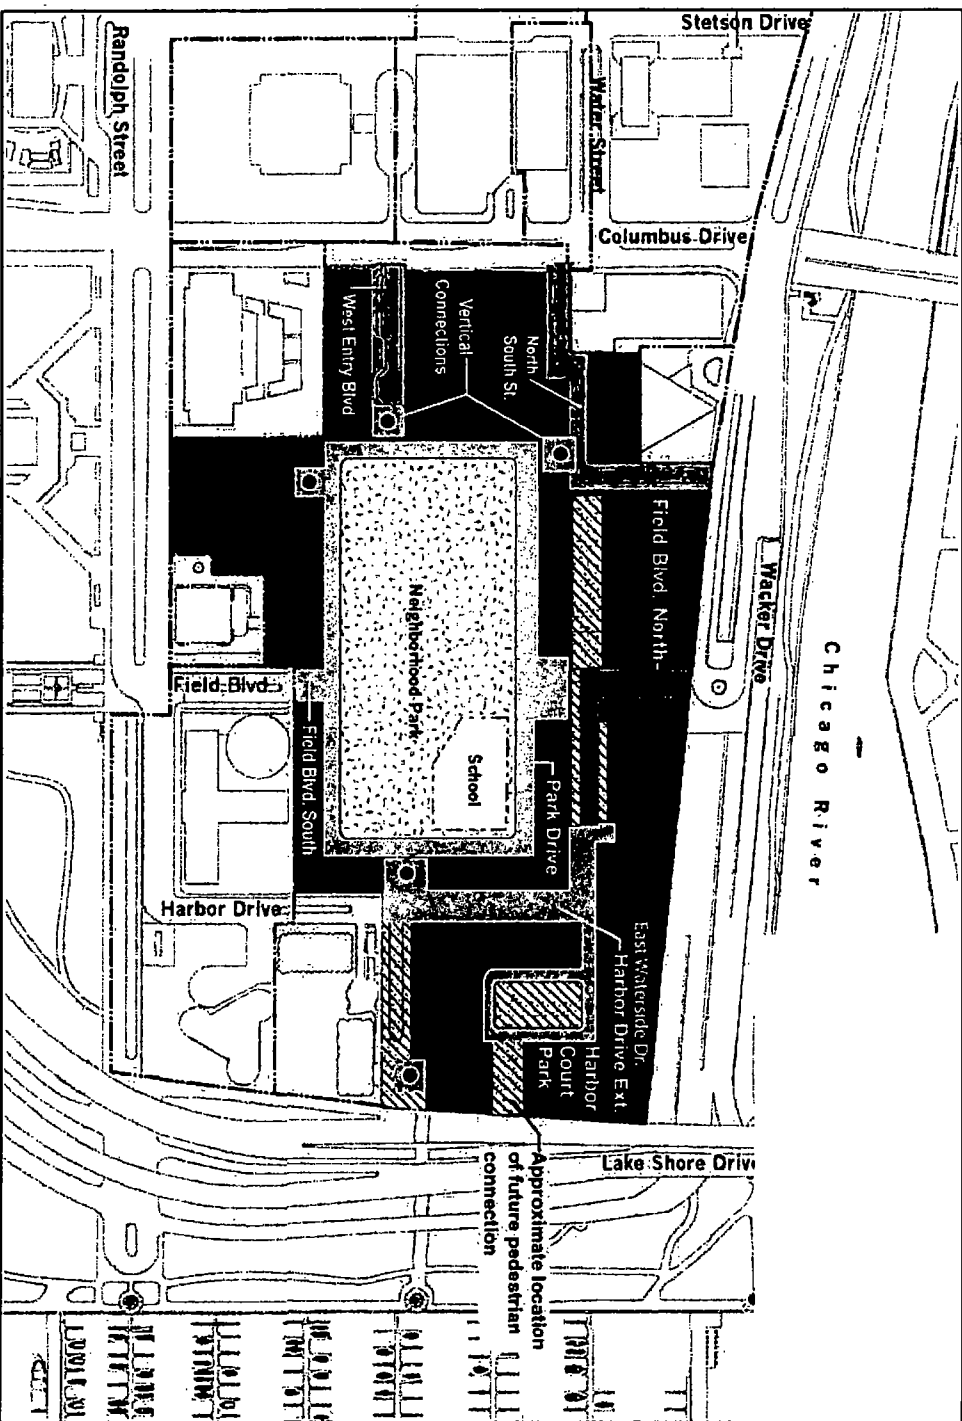 Stetson Drive
Randolph Street
Water Street
Columbus Drive
West Entry Blvd
Vertical
Connections
North
South St.
Field Blvd. North
Wacker Drive
Chicago River
Neighborhood Park
School
Field Blvd.
Field Blvd. South
Park Drive
Harbor Drive
East Waterside Dr.
Harbor Drive Ext.
Harbor
Court
Park
Approximate location
of future pedestrian
connection
Lake Shore Drive